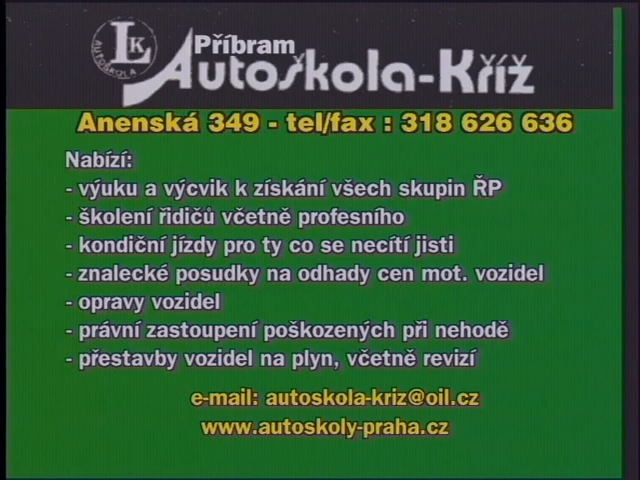 LK
AUTOŠKOLA
Příbram
Autoškola-Kříž
Anenská 349 - tel/fax : 318 626 636
Nabízí:
- výuku a výcvik k získání všech skupin ŘP
- školení řidičů včetně profesního
- kondiční jízdy pro ty co se necítí jisti
- znalecké posudky na odhady cen mot. vozidel
- opravy vozidel
- právní zastoupení poškozených při nehodě
- přestavby vozidel na plyn, včetně revizí
e-mail: autoskola-kriz@oil.cz
www.autoskoly-praha.cz